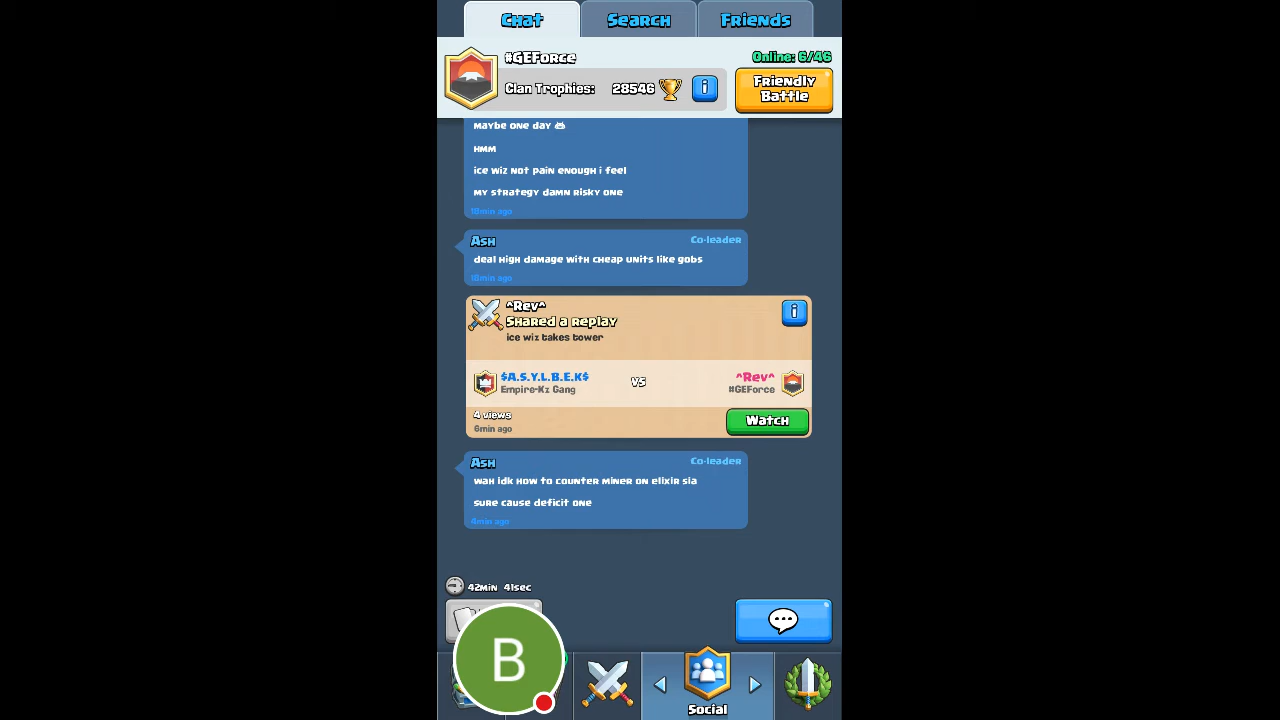 Chat
Search
Friends
#GEForce
Online: 6/46
Clan Trophies: 28546
i
Friendly
Battle
maybe one day
HMM
ice wiz not pain enough i feel
my strategy damn risky one
18min ago
Ash
Co-leader
deal high damage with cheap units like gobs
18min ago
^Rev^
Shared a replay
ice wiz takes tower
i
$A.S.Y.L.B.E.K$
Empire-Kz Gang
VS
^Rev^
#GEForce
4 views
6min ago
Watch
Ash
Co-leader
wah idk how to counter miner on elixir sia
sure cause deficit one
4min ago
42min 41sec
B
Social